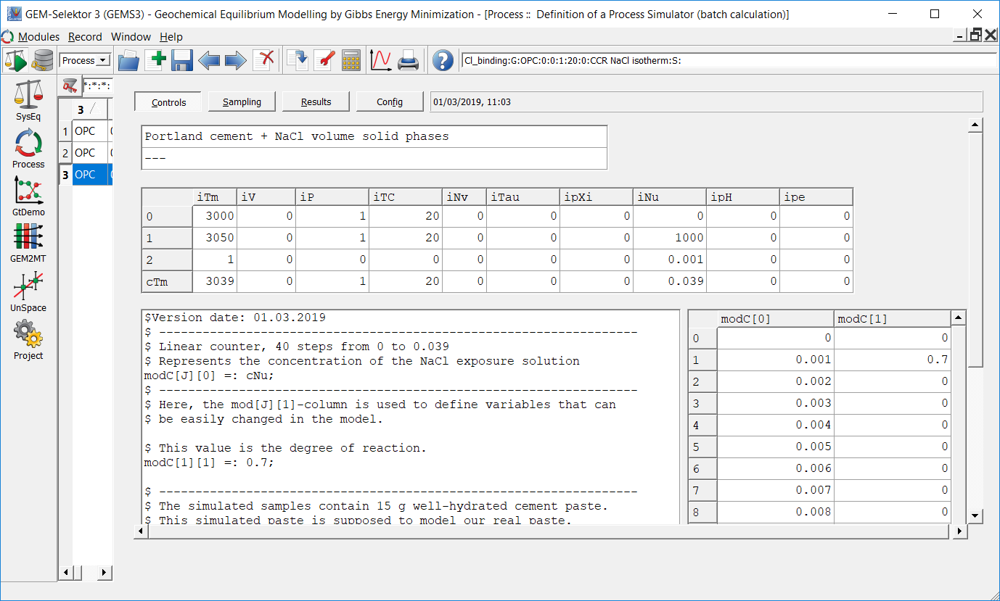 GEM-Selektor 3 (GEMS3) - Geochemical Equilibrium Modelling by Gibbs Energy Minimization - [Process :: Definition of a Process Simulator (batch calculation)]
Modules Record Window Help
Process Cl_binding:G:OPC:0:0:1:20:0:CCR NaCl isotherm:S:
SysEq
Process
GtDemo
GEM2MT
UnSpace
Project
*:*:*:
3
1 OPC
2 OPC
3 OPC
Controls Sampling Results Config 01/03/2019, 11:03
Portland cement + NaCl volume solid phases
---
iTm iV iP iTC iNv iTau ipXi iNu ipH ipe
0 3000 0 1 20 0 0 0 0 0 0
1 3050 0 1 20 0 0 0 1000 0 0
2 1 0 0 0 0 0 0 0.001 0 0
cTm 3039 0 1 20 0 0 0 0.039 0 0
$Version date: 01.03.2019
$ ------------------------------------------------------------------
$ Linear counter, 40 steps from 0 to 0.039
$ Represents the concentration of the NaCl exposure solution
modC[J][0] =: cNu;
$ ------------------------------------------------------------------
$ Here, the mod[J][1]-column is used to define variables that can
$ be easily changed in the model.
$ This value is the degree of reaction.
modC[1][1] =: 0.7;
$ ------------------------------------------------------------------
$ The simulated samples contain 15 g well-hydrated cement paste.
$ This simulated paste is supposed to model our real paste.
modC[0] modC[1]
0 0 0
1 0.001 0.7
2 0.002 0
3 0.003 0
4 0.004 0
5 0.005 0
6 0.006 0
7 0.007 0
8 0.008 0